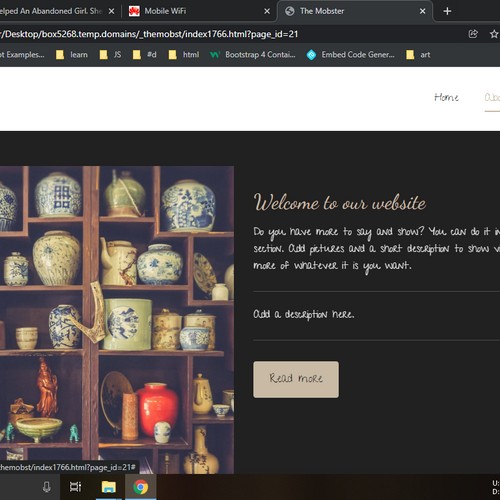 elped An Abandoned Girl. She
Mobile WiFi
The Mobster
/Desktop/box5268.temp.domains/_themobst/index1766.html?page_id=21
pt Examples...
learn
JS
#d
html
Bootstrap 4 Contai...
Embed Code Gener...
art
Home
Abo
Welcome to our website
Do you have more to say and show? You can do it in
section. Add pictures and a short description to show vi
more of whatever it is you want.
Add a description here.
Read more
hemobst/index1766.html?page_id=21#